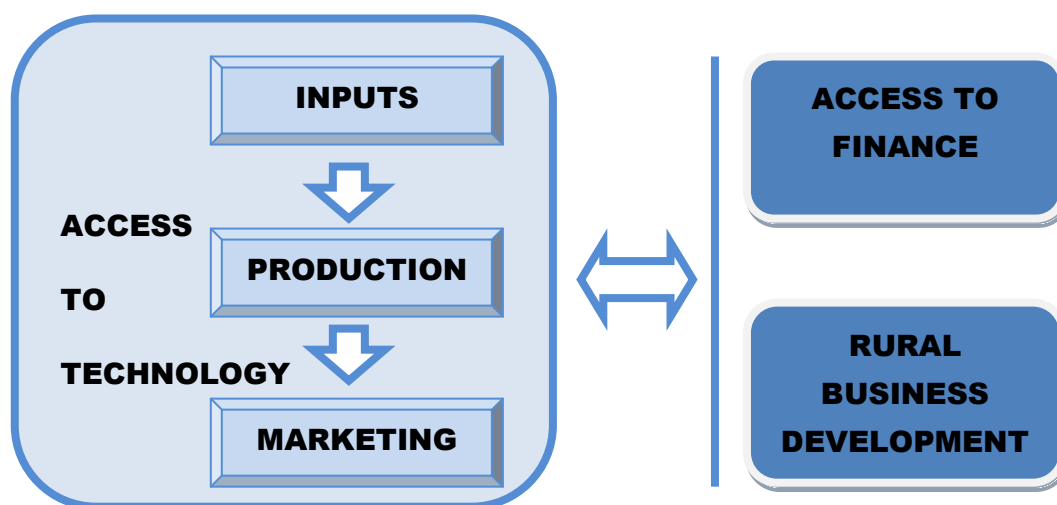 INPUTS
ACCESS
TO
TECHNOLOGY
PRODUCTION
MARKETING
ACCESS TO
FINANCE
RURAL
BUSINESS
DEVELOPMENT